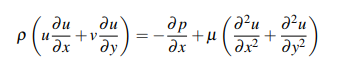 ρ ( u ∂u/∂x + v ∂u/∂y ) = − ∂p/∂x + μ ( ∂²u/∂x² + ∂²u/∂y² )